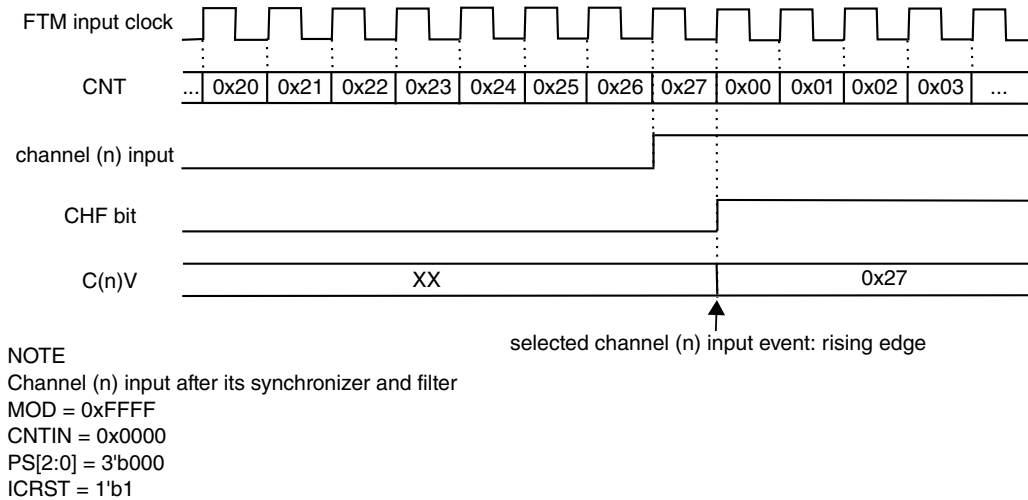 FTM input clock
CNT ... 0x20 0x21 0x22 0x23 0x24 0x25 0x26 0x27 0x00 0x01 0x02 0x03 ...
channel (n) input
CHF bit
C(n)V XX 0x27
selected channel (n) input event: rising edge
NOTE
Channel (n) input after its synchronizer and filter
MOD = 0xFFFF
CNTIN = 0x0000
PS[2:0] = 3'b000
ICRST = 1'b1